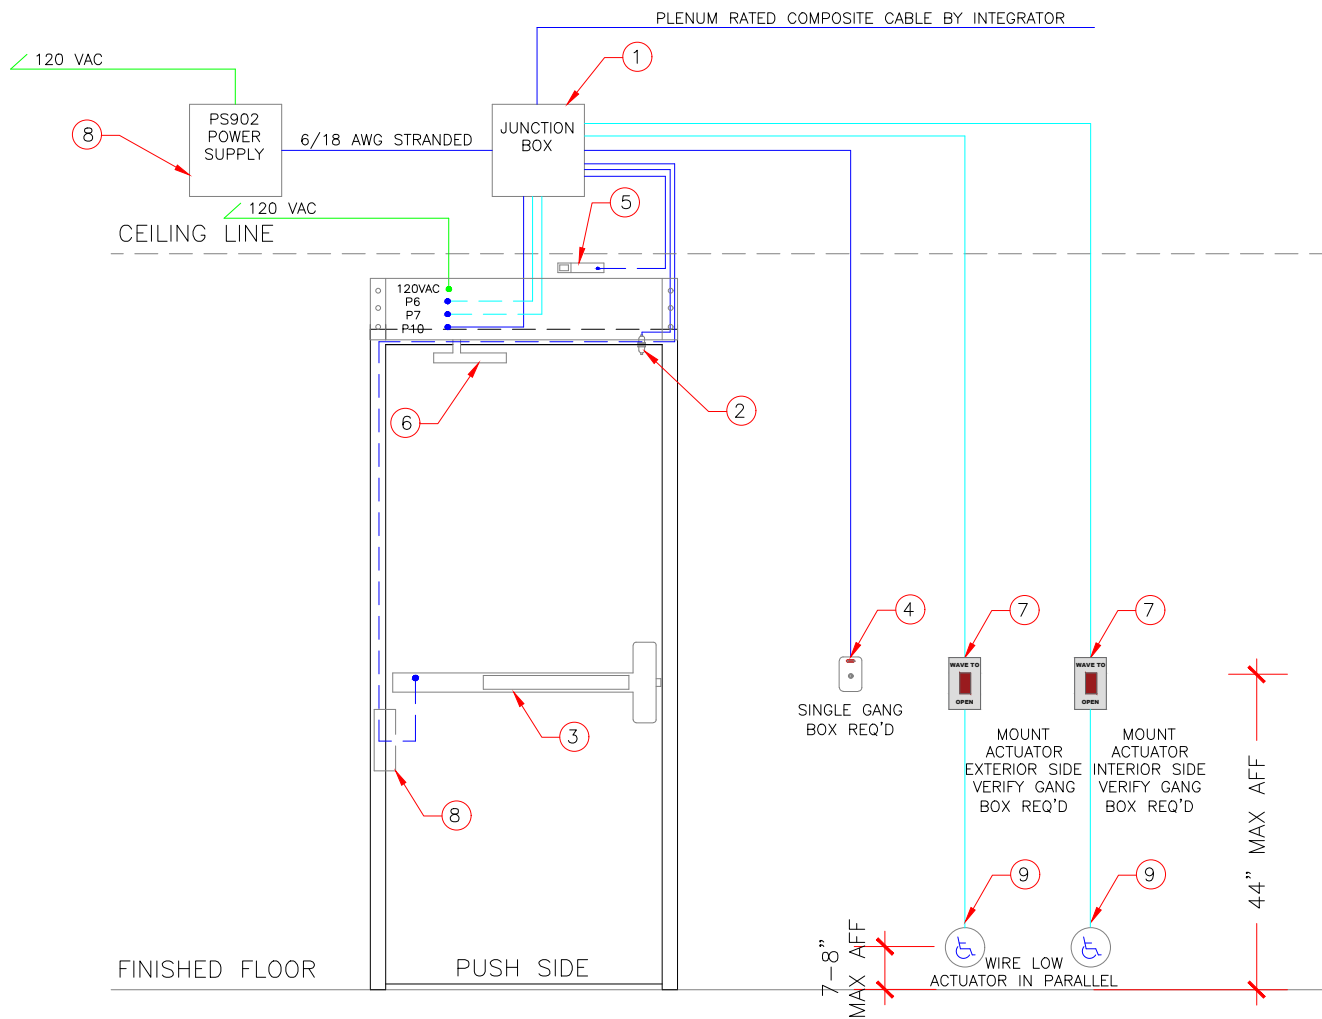 PLENUM RATED COMPOSITE CABLE BY INTEGRATOR
120 VAC
1
8
PS902
POWER
SUPPLY
6/18 AWG STRANDED
JUNCTION
BOX
120 VAC
5
CEILING LINE
120VAC
P6
P7
P10
6
2
4
7
7
WAVE TO
OPEN
WAVE TO
OPEN
SINGLE GANG
BOX REQ'D
3
MOUNT
ACTUATOR
EXTERIOR SIDE
VERIFY GANG
BOX REQ'D
MOUNT
ACTUATOR
INTERIOR SIDE
VERIFY GANG
BOX REQ'D
44" MAX AFF
8
9
9
7-8"
MAX AFF
WIRE LOW
ACTUATOR IN PARALLEL
FINISHED FLOOR
PUSH SIDE